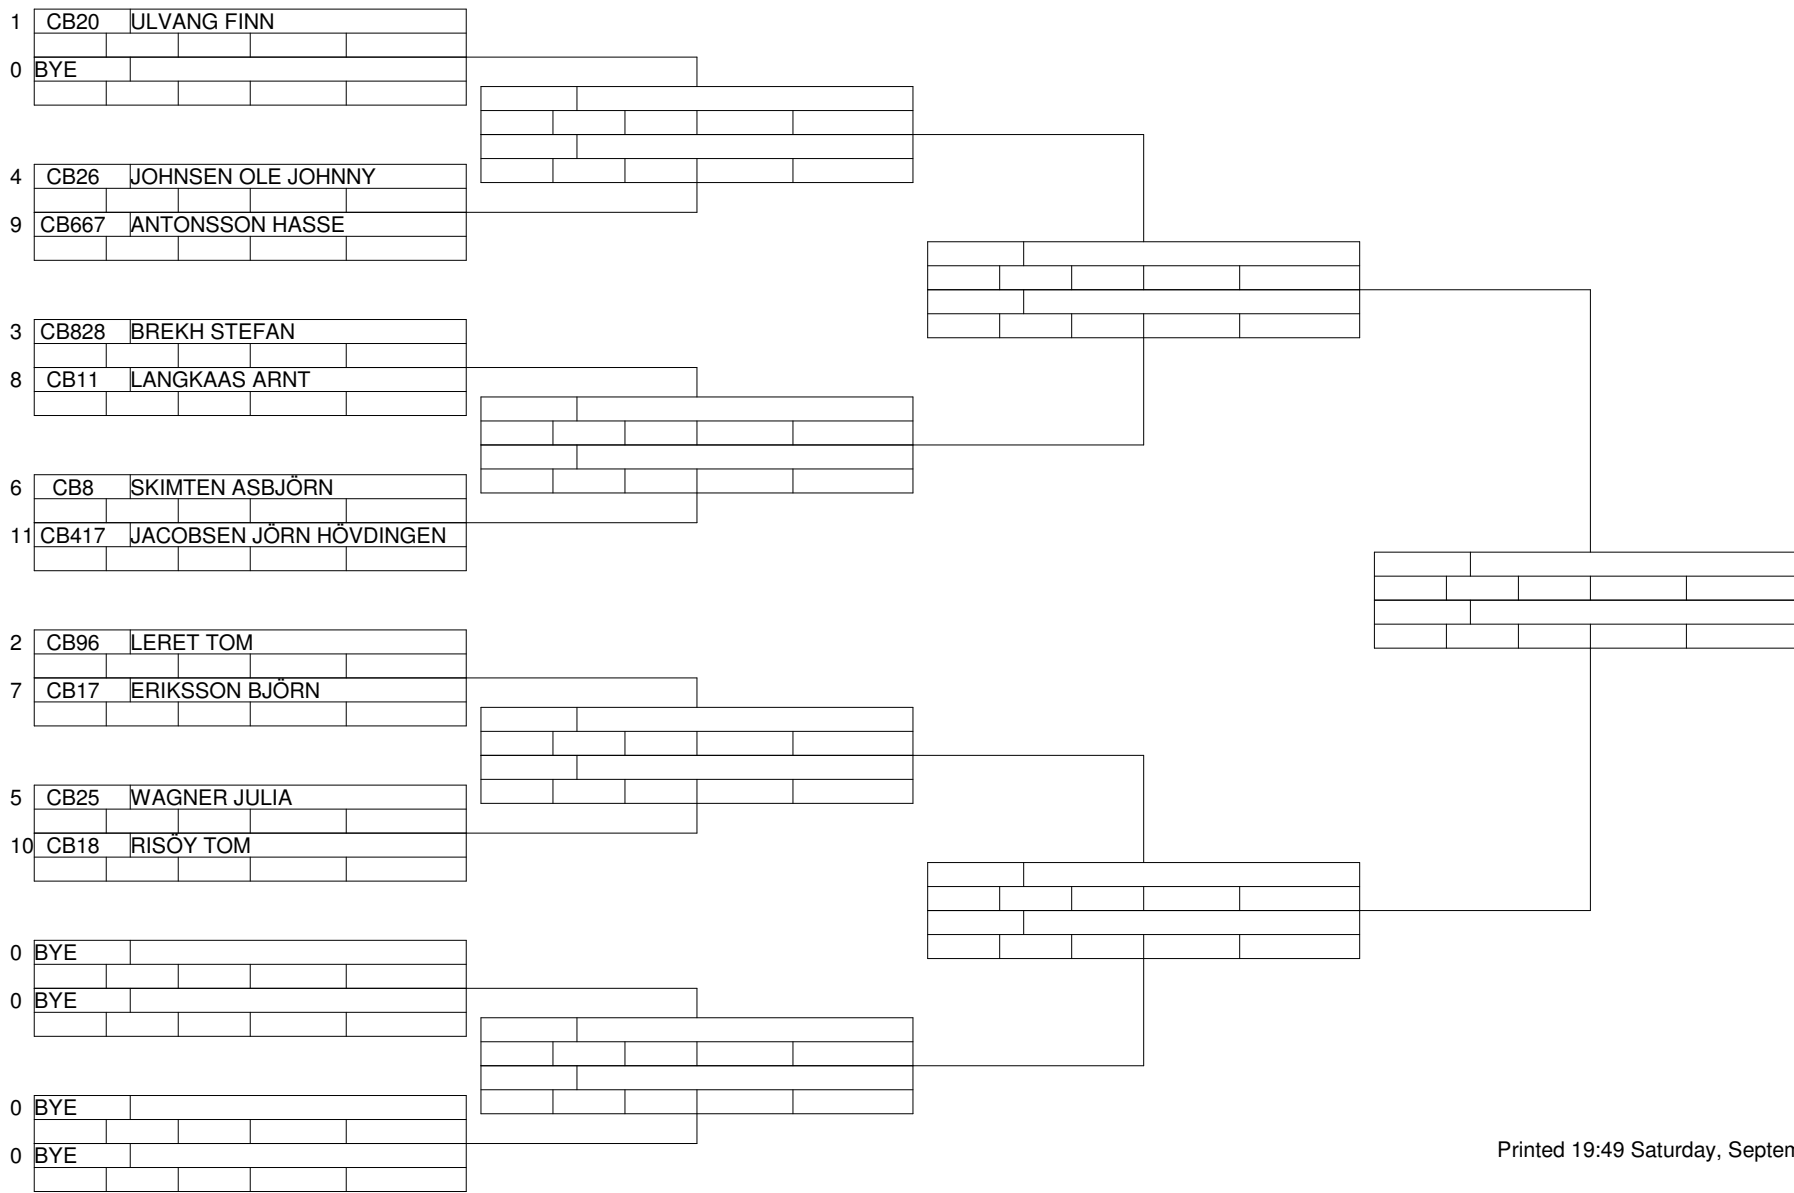 1 CB20 ULVANG FINN
0 BYE
4 CB26 JOHNSEN OLE JOHNNY
9 CB667 ANTONSSON HASSE
3 CB828 BREKH STEFAN
8 CB11 LANGKAAS ARNT
6 CB8 SKIMTEN ASBJÖRN
11 CB417 JACOBSEN JÖRN HÖVDINGEN
2 CB96 LERET TOM
7 CB17 ERIKSSON BJÖRN
5 CB25 WAGNER JULIA
10 CB18 RISÖY TOM
0 BYE
0 BYE
0 BYE
0 BYE
Printed 19:49 Saturday, Septem